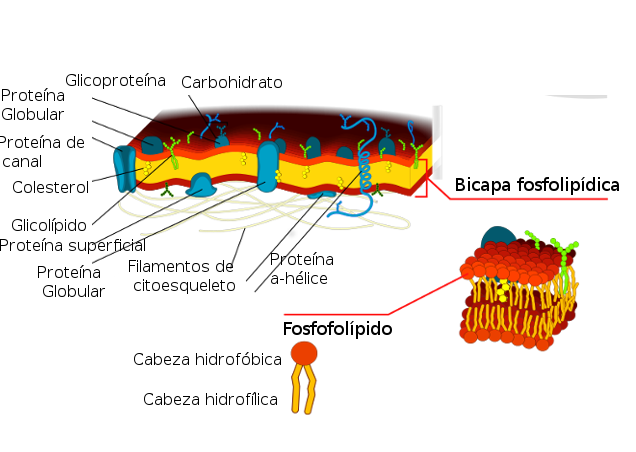 Glicoproteína
Carbohidrato
Proteína
Globular
Proteína de
canal
Colesterol
Glicolípido
Proteína superficial
Proteína
Globular
Filamentos de
citoesqueleto
Proteína
a-hélice
Bicapa fosfolipídica
Fosfofolípido
Cabeza hidrofóbica
Cabeza hidrofílica